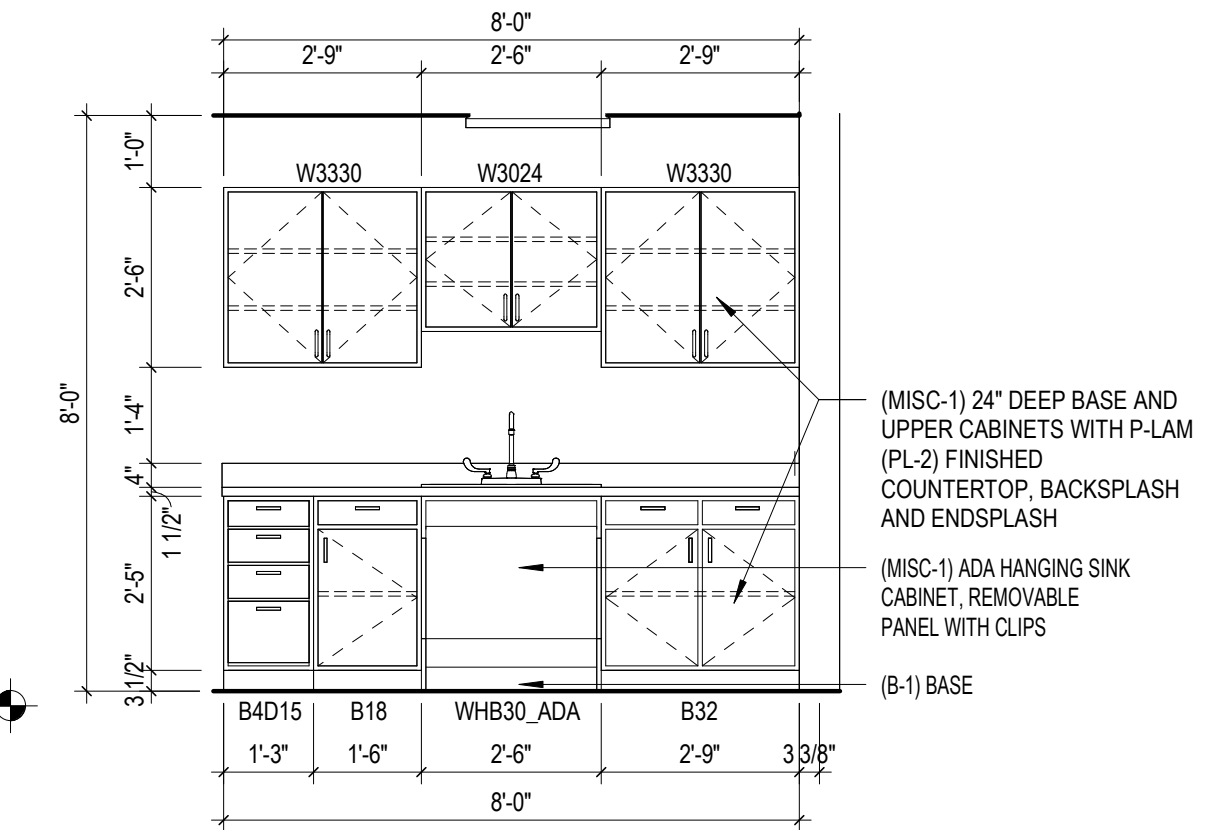 8'-0"
2'-9" 2'-6" 2'-9"
1'-0"
W3330 W3024 W3330
2'-6"
8'-0"
1'-4"
4"
1 1/2"
2'-5"
3 1/2"
(MISC-1) 24" DEEP BASE AND
UPPER CABINETS WITH P-LAM
(PL-2) FINISHED
COUNTERTOP, BACKSPLASH
AND ENDSPLASH
(MISC-1) ADA HANGING SINK
CABINET, REMOVABLE
PANEL WITH CLIPS
(B-1) BASE
B4D15 B18 WHB30_ADA B32
1'-3" 1'-6" 2'-6" 2'-9" 3 3/8"
8'-0"